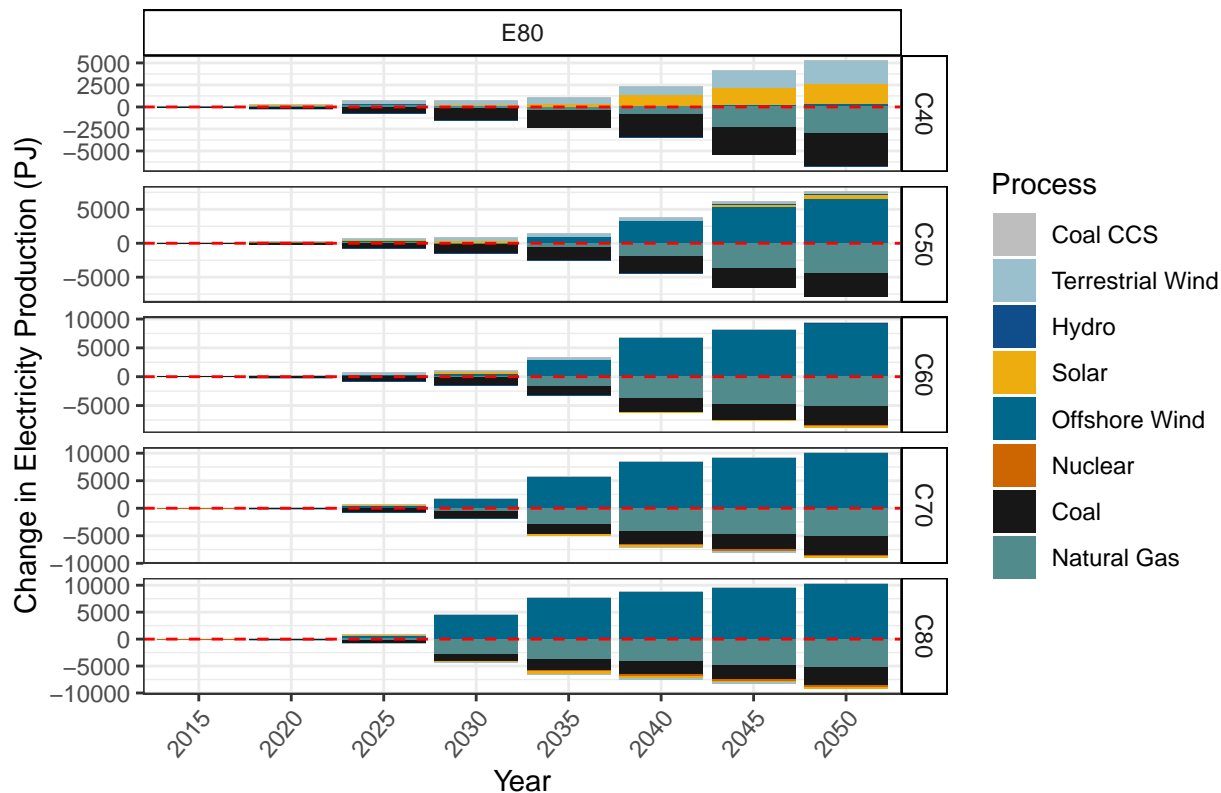 E80
Change in Electricity Production (PJ)
5000
2500
0
−2500
−5000
C40
5000
0
−5000
C50
10000
5000
0
−5000
C60
10000
5000
0
−5000
−10000
C70
10000
5000
0
−5000
−10000
C80
2015
2020
2025
2030
2035
2040
2045
2050
Year
Process
Coal CCS
Terrestrial Wind
Hydro
Solar
Offshore Wind
Nuclear
Coal
Natural Gas